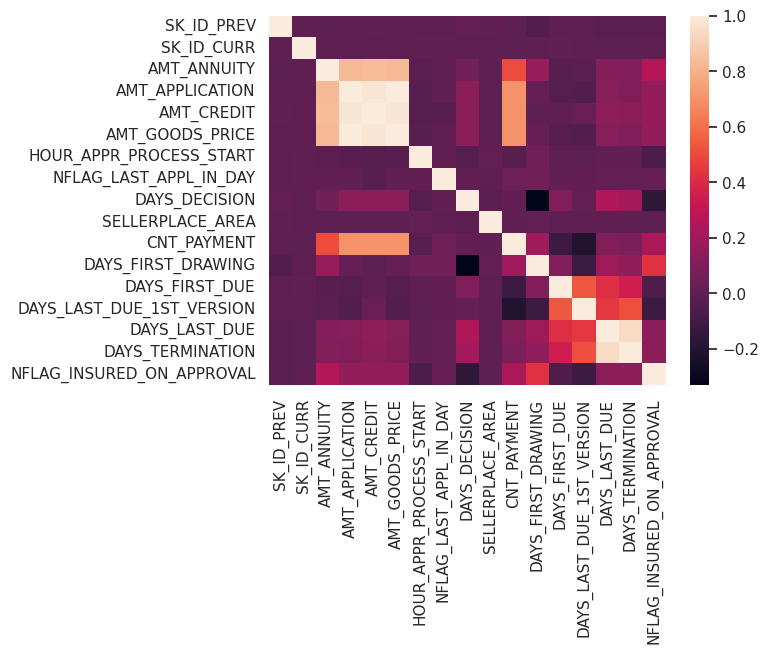 SK_ID_PREV
SK_ID_CURR
AMT_ANNUITY
AMT_APPLICATION
AMT_CREDIT
AMT_GOODS_PRICE
HOUR_APPR_PROCESS_START
NFLAG_LAST_APPL_IN_DAY
DAYS_DECISION
SELLERPLACE_AREA
CNT_PAYMENT
DAYS_FIRST_DRAWING
DAYS_FIRST_DUE
DAYS_LAST_DUE_1ST_VERSION
DAYS_LAST_DUE
DAYS_TERMINATION
NFLAG_INSURED_ON_APPROVAL
SK_ID_PREV
SK_ID_CURR
AMT_ANNUITY
AMT_APPLICATION
AMT_CREDIT
AMT_GOODS_PRICE
HOUR_APPR_PROCESS_START
NFLAG_LAST_APPL_IN_DAY
DAYS_DECISION
SELLERPLACE_AREA
CNT_PAYMENT
DAYS_FIRST_DRAWING
DAYS_FIRST_DUE
DAYS_LAST_DUE_1ST_VERSION
DAYS_LAST_DUE
DAYS_TERMINATION
NFLAG_INSURED_ON_APPROVAL
1.0
0.8
0.6
0.4
0.2
0.0
−0.2